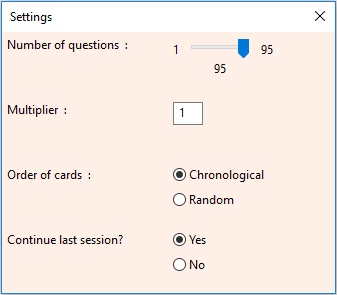 Settings
Number of questions : 1 95
95
Multiplier : 1
Order of cards : Chronological
Random
Continue last session? Yes
No